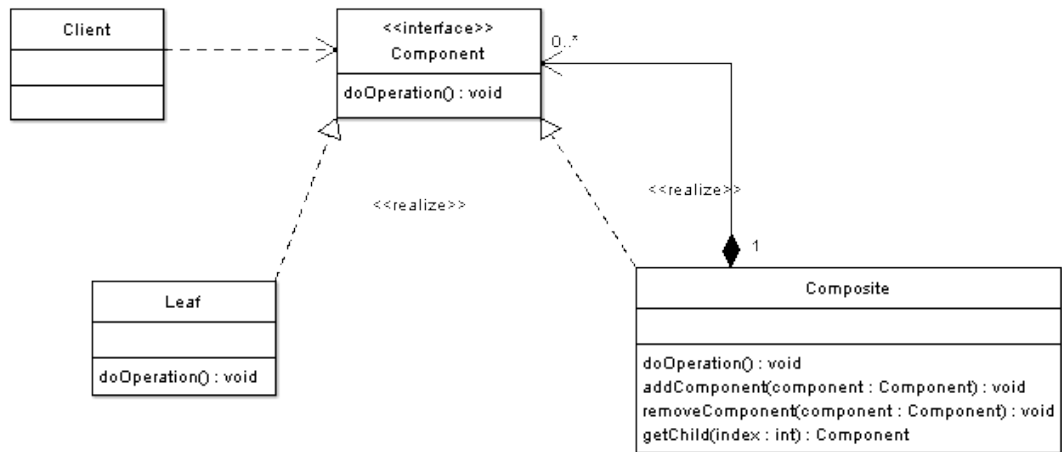 Client
<<interface>>
Component
doOperation() : void
0..*
<<realize>>
<<realize>>
1
Leaf
doOperation() : void
Composite
doOperation() : void
addComponent(component : Component) : void
removeComponent(component : Component) : void
getChild(index : int) : Component